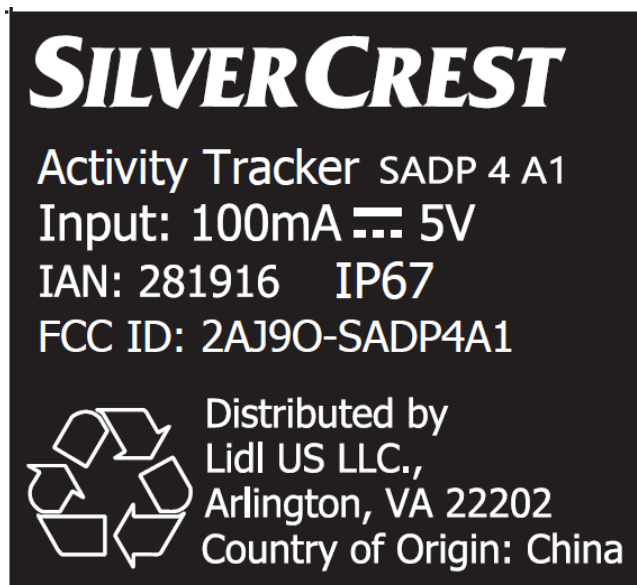 SILVERCREST
Activity Tracker SADP 4 A1
Input: 100mA ⎓ 5V
IAN: 281916 IP67
FCC ID: 2AJ9O-SADP4A1
Distributed by
Lidl US LLC.,
Arlington, VA 22202
Country of Origin: China